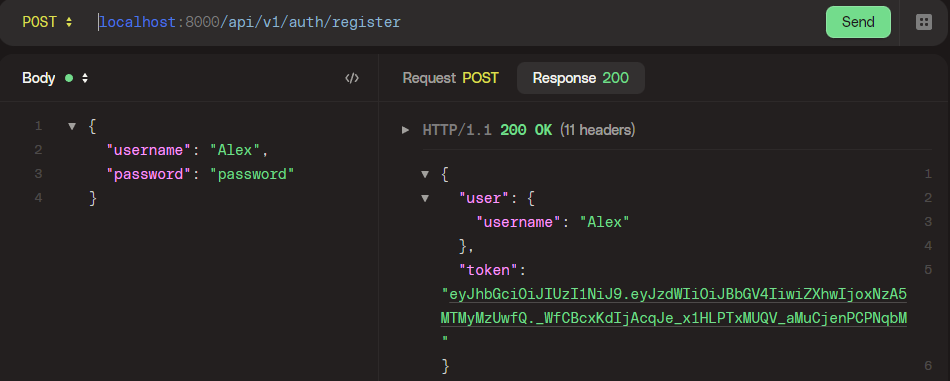 POST localhost:8000/api/v1/auth/register Send
Body </> Request POST Response 200
1 {
2 "username": "Alex",
3 "password": "password"
4 }
HTTP/1.1 200 OK (11 headers)
{ 1
"user": { 2
"username": "Alex" 3
}, 4
"token": 5
"eyJhbGciOiJIUzI1NiJ9.eyJzdWIiOiJBbGV4IiwiZXhwIjoxNzA5
MTMyMzUwfQ._WfCBcxKdIjAcqJe_x1HLPTxMUQV_aMuCjenPCPNqbM
"
} 6